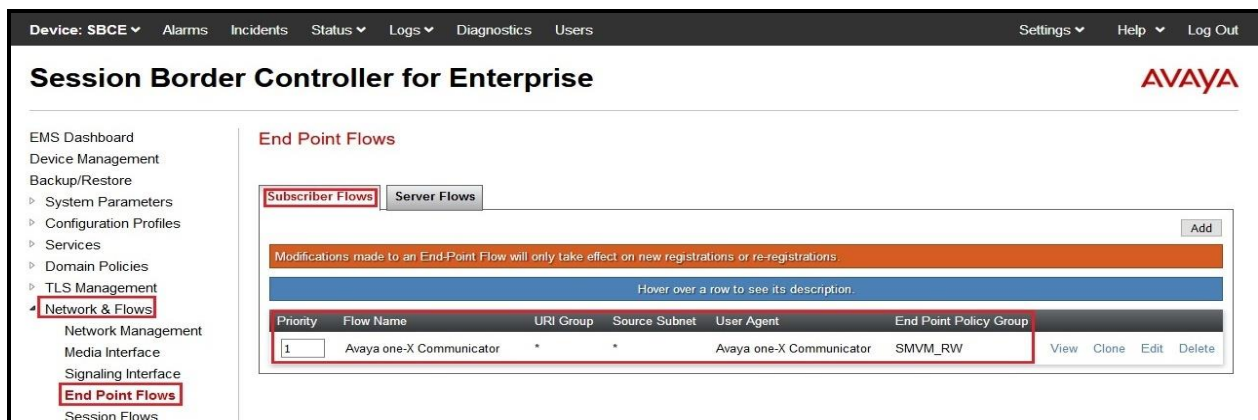 Device: SBCE Alarms Incidents Status Logs Diagnostics Users Settings Help Log Out
Session Border Controller for Enterprise
AVAYA
EMS Dashboard
Device Management
Backup/Restore
System Parameters
Configuration Profiles
Services
Domain Policies
TLS Management
Network & Flows
Network Management
Media Interface
Signaling Interface
End Point Flows
Session Flows
End Point Flows
Subscriber Flows Server Flows
Add
Modifications made to an End-Point Flow will only take effect on new registrations or re-registrations.
Hover over a row to see its description.
Priority Flow Name URI Group Source Subnet User Agent End Point Policy Group
1 Avaya one-X Communicator * * Avaya one-X Communicator SMVM_RW View Clone Edit Delete